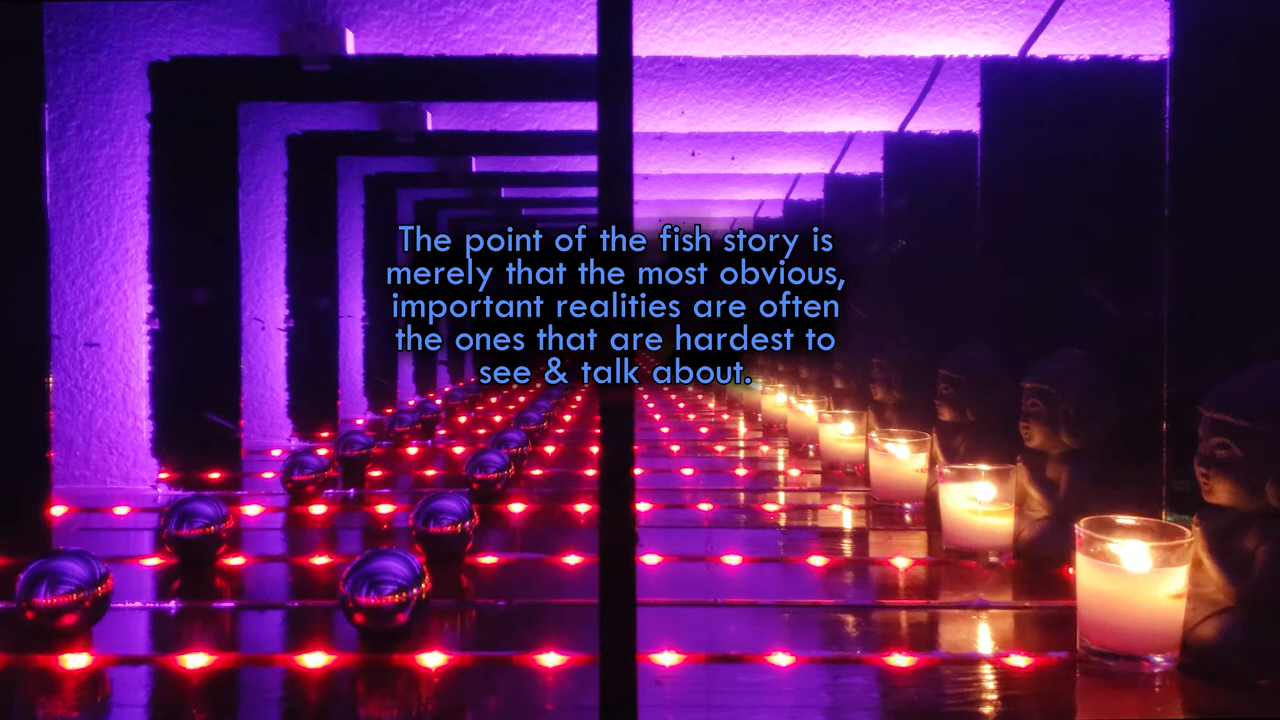 The point of the fish story is
merely that the most obvious,
important realities are often
the ones that are hardest to
see & talk about.